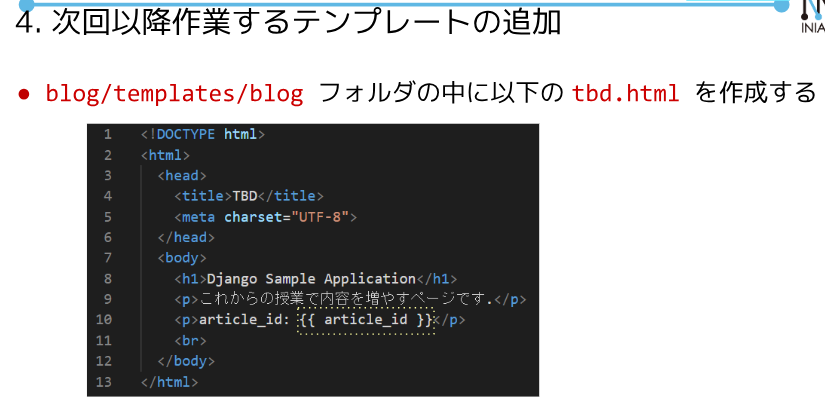 4. 次回以降作業するテンプレートの追加
INIA
● blog/templates/blog フォルダの中に以下の tbd.html を作成する
1 <!DOCTYPE html>
2 <html>
3 <head>
4 <title>TBD</title>
5 <meta charset="UTF-8">
6 </head>
7 <body>
8 <h1>Django Sample Application</h1>
9 <p>これからの授業で内容を増やすページです.</p>
10 <p>article_id: {{ article_id }}</p>
11 <br>
12 </body>
13 </html>